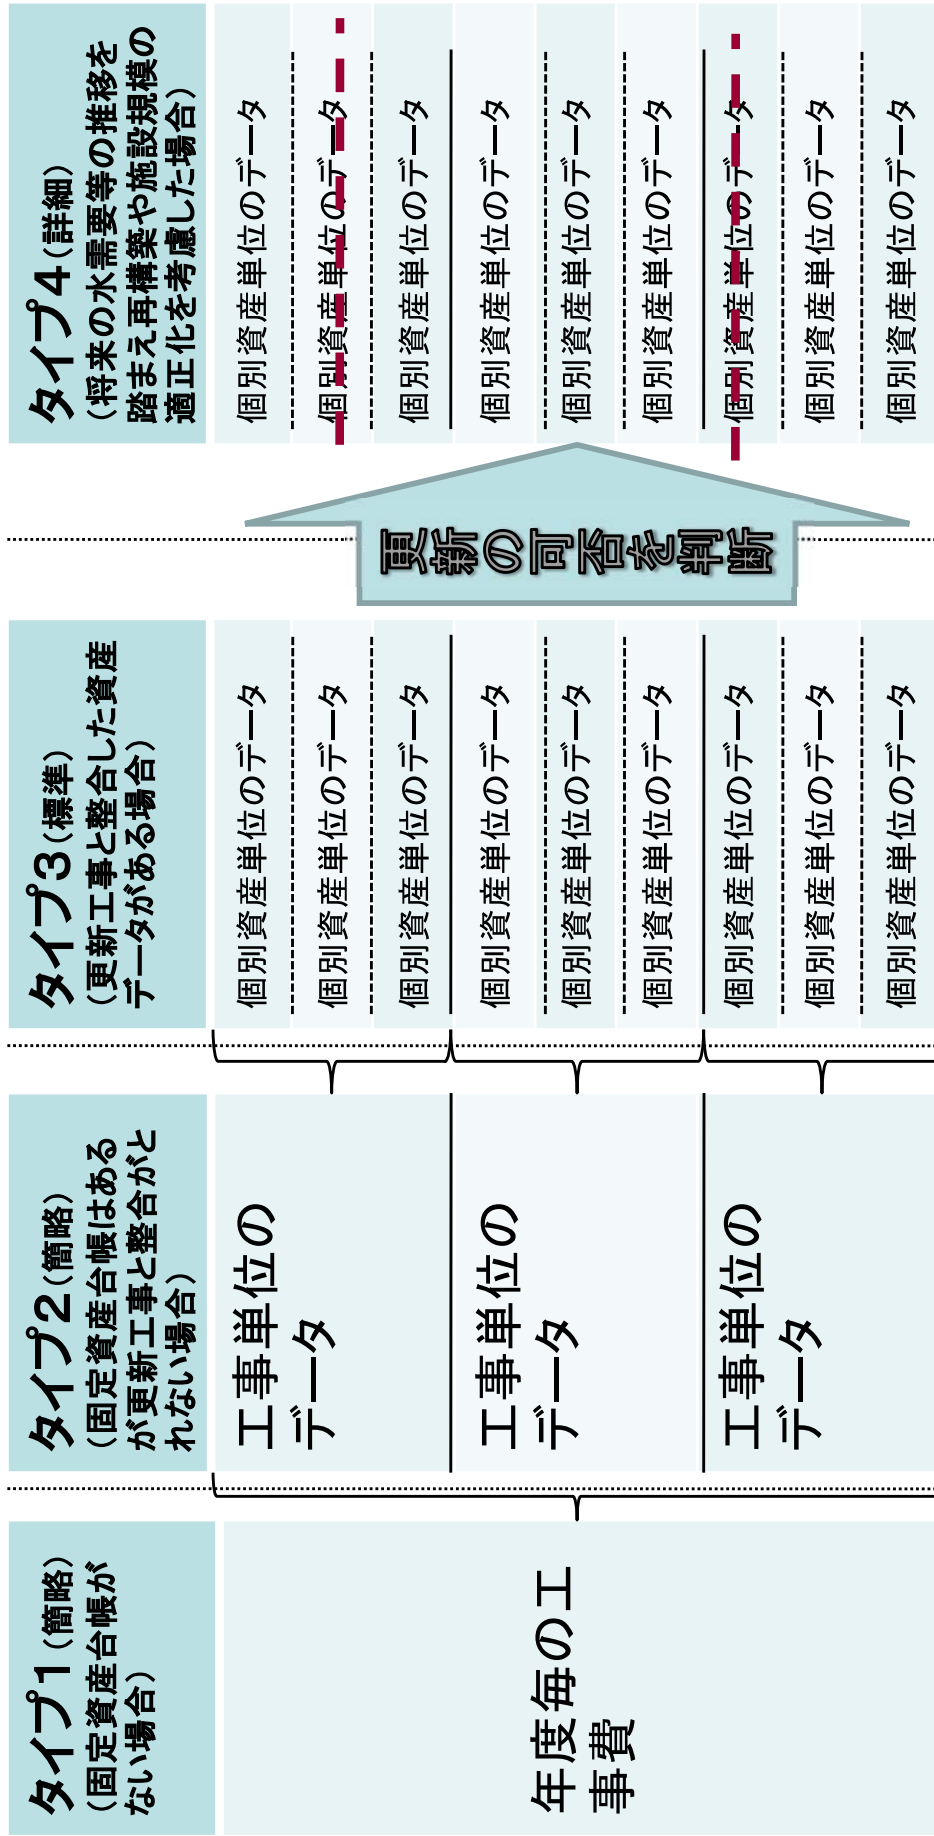 タイプ1(簡略)
(固定資産台帳が
ない場合)
年度毎の工
事費
タイプ2(簡略)
(固定資産台帳はある
が更新工事と整合がと
れない場合)
工事単位の
データ
工事単位の
データ
工事単位の
データ
タイプ3(標準)
(更新工事と整合した資産
データがある場合)
個別資産単位のデータ
個別資産単位のデータ
個別資産単位のデータ
個別資産単位のデータ
個別資産単位のデータ
個別資産単位のデータ
個別資産単位のデータ
個別資産単位のデータ
個別資産単位のデータ
更新の可否を判断
タイプ4(詳細)
(将来の水需要等の推移を
踏まえ再構築や施設規模の
適正化を考慮した場合)
個別資産単位のデータ
個別資産単位のデータ
個別資産単位のデータ
個別資産単位のデータ
個別資産単位のデータ
個別資産単位のデータ
個別資産単位のデータ
個別資産単位のデータ
個別資産単位のデータ